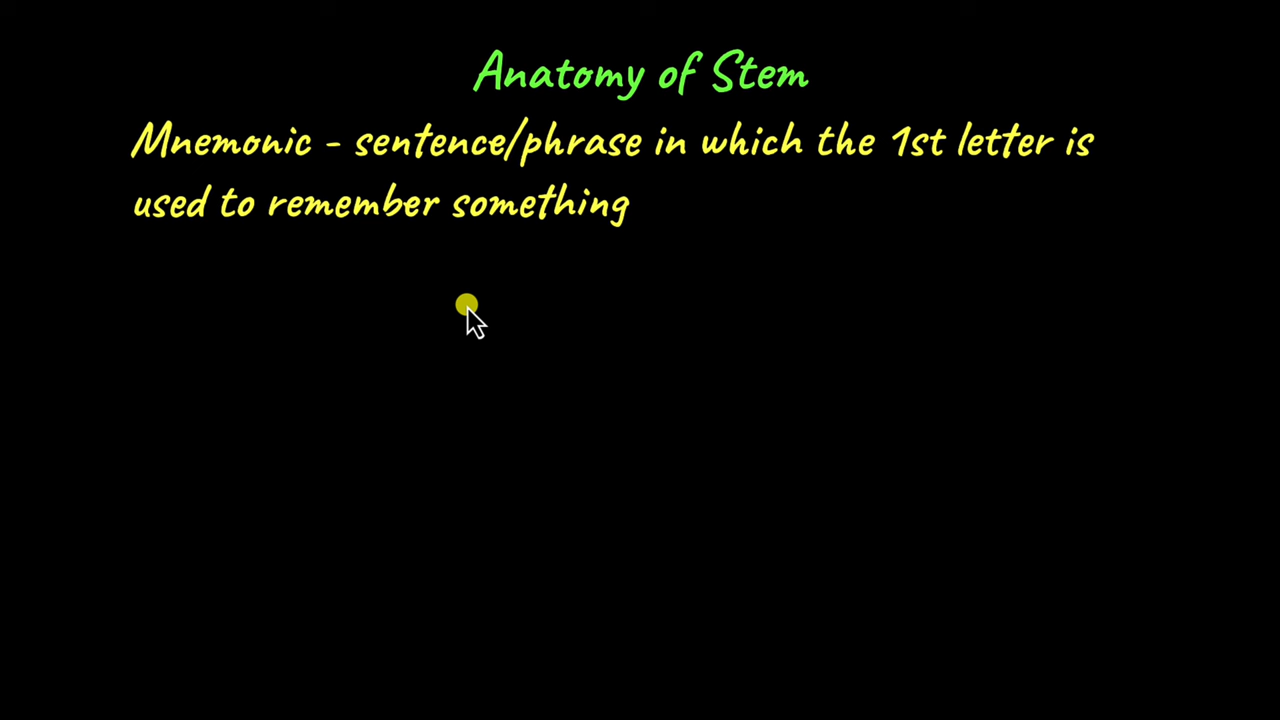 Anatomy of Stem
Mnemonic - sentence/phrase in which the 1st letter is
used to remember something